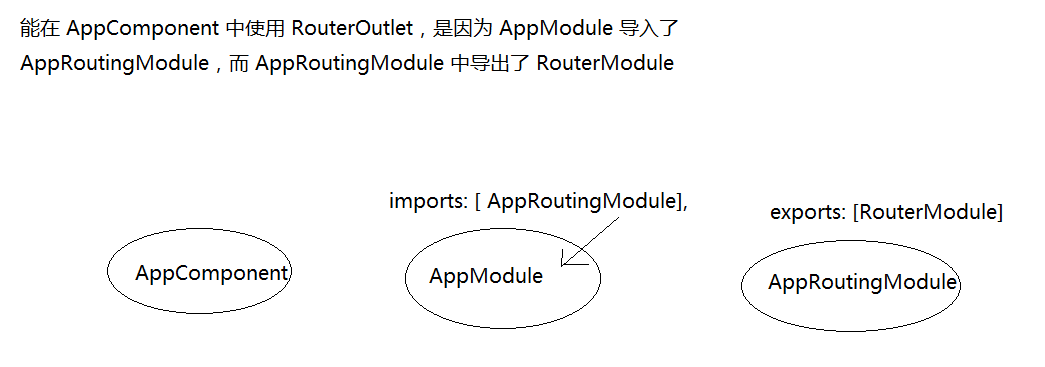 能在 AppComponent 中使用 RouterOutlet，是因为 AppModule 导入了
AppRoutingModule，而 AppRoutingModule 中导出了 RouterModule
imports: [ AppRoutingModule],
exports: [RouterModule]
AppComponent
AppModule
AppRoutingModule